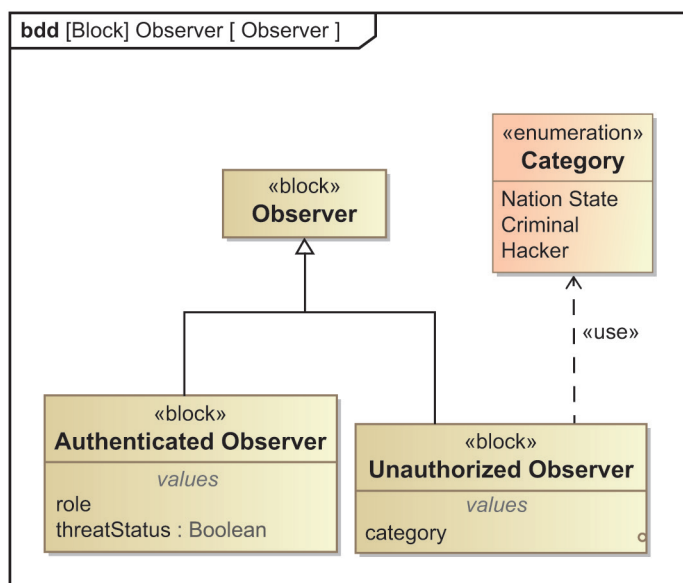 bdd [Block] Observer [ Observer ]
«enumeration»
Category
Nation State
Criminal
Hacker
«block»
Observer
«use»
«block»
Authenticated Observer
values
role
threatStatus : Boolean
«block»
Unauthorized Observer
values
category